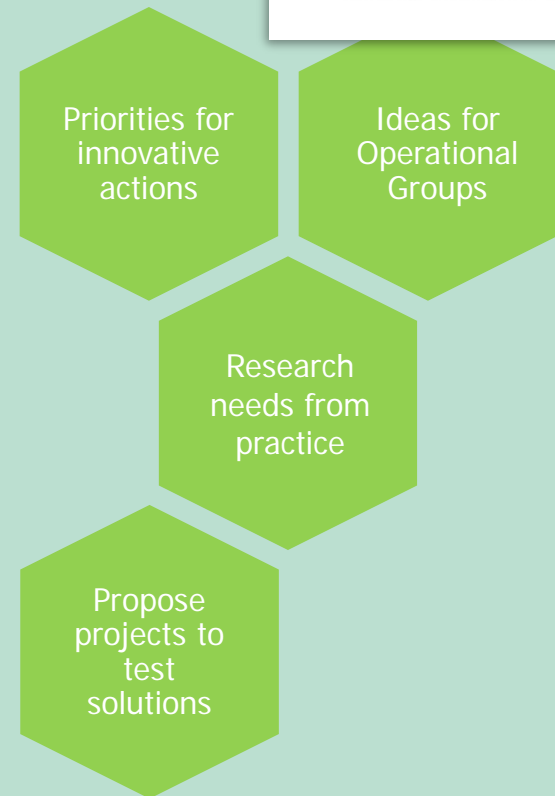 Priorities for
innovative
actions
Ideas for
Operational
Groups
Research
needs from
practice
Propose
projects to
test
solutions